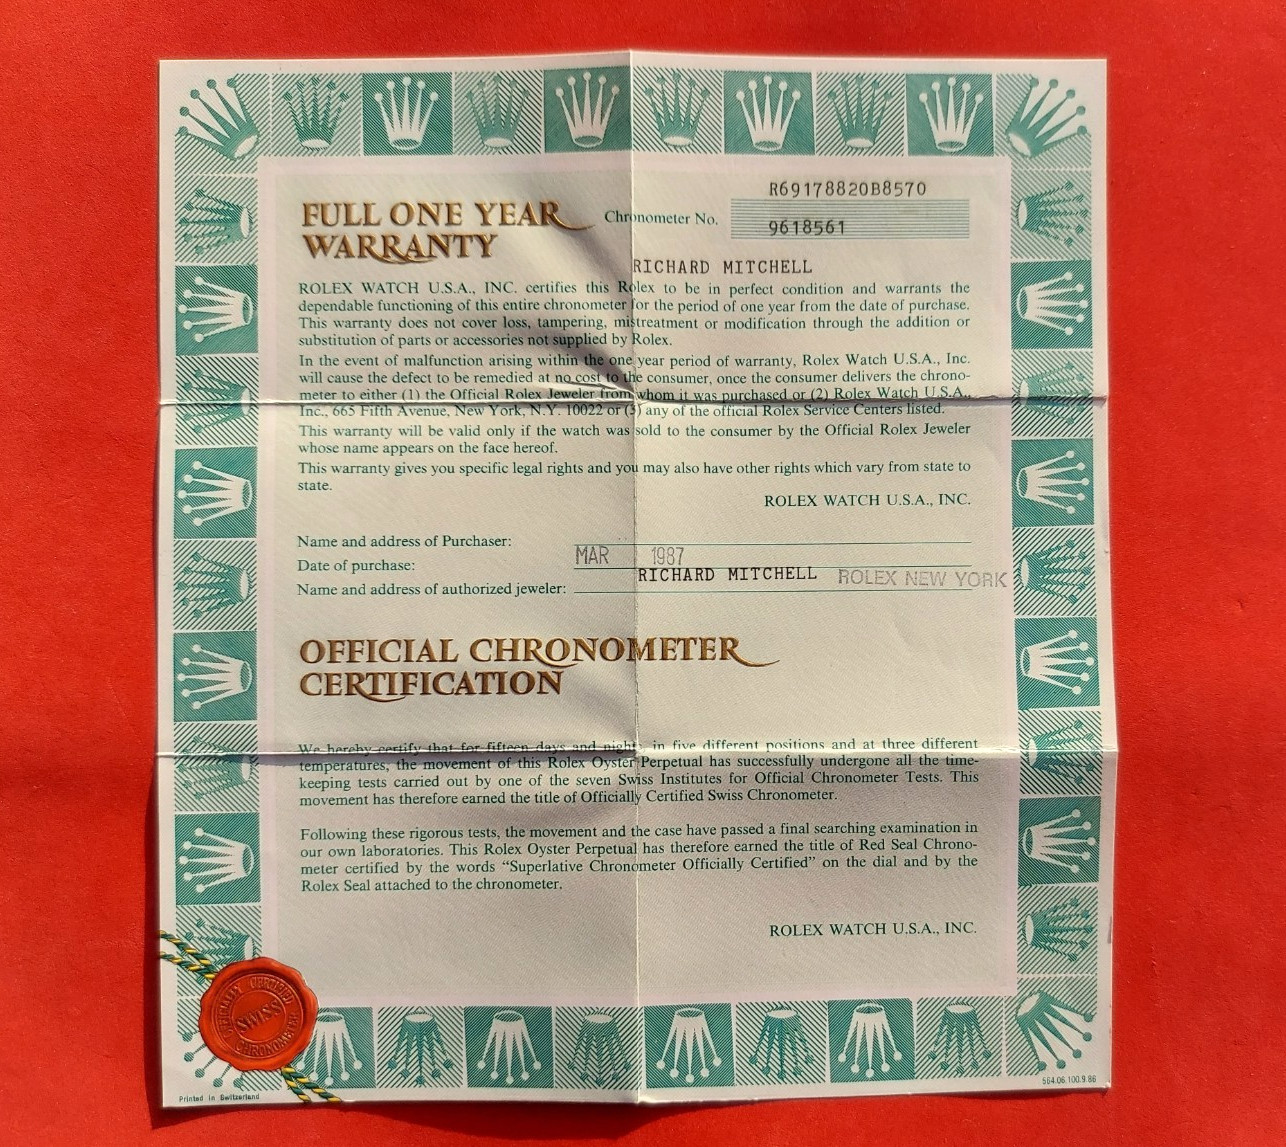 R69178820B8570
FULL ONE YEAR
WARRANTY
Chronometer No.
9618561
RICHARD MITCHELL
ROLEX WATCH U.S.A., INC. certifies this Rolex to be in perfect condition and warrants the
dependable functioning of this entire chronometer for the period of one year from the date of purchase.
This warranty does not cover loss, tampering, mistreatment or modification through the addition or
substitution of parts or accessories not supplied by Rolex.
In the event of malfunction arising within the one year period of warranty, Rolex Watch U.S.A., Inc.
will cause the defect to be remedied at no cost to the consumer, once the consumer delivers the chrono-
meter to either (1) the Official Rolex Jeweler from whom it was purchased or (2) Rolex Watch U.S.A.,
Inc., 665 Fifth Avenue, New York, N.Y. 10022 or (3) any of the official Rolex Service Centers listed.
This warranty will be valid only if the watch was sold to the consumer by the Official Rolex Jeweler
whose name appears on the face hereof.
This warranty gives you specific legal rights and you may also have other rights which vary from state to
state.
ROLEX WATCH U.S.A., INC.
Name and address of Purchaser:
Date of purchase: MAR 1987
RICHARD MITCHELL ROLEX NEW YORK
Name and address of authorized jeweler:
OFFICIAL CHRONOMETER
CERTIFICATION
We hereby certify that for fifteen days and nights, in five different positions and at three different
temperatures, the movement of this Rolex Oyster Perpetual has successfully undergone all the time-
keeping tests carried out by one of the seven Swiss Institutes for Official Chronometer Tests. This
movement has therefore earned the title of Officially Certified Swiss Chronometer.
Following these rigorous tests, the movement and the case have passed a final searching examination in
our own laboratories. This Rolex Oyster Perpetual has therefore earned the title of Red Seal Chrono-
meter certified by the words “Superlative Chronometer Officially Certified” on the dial and by the
Rolex Seal attached to the chronometer.
ROLEX WATCH U.S.A., INC.
OFFICIALLY CERTIFIED
SWISS
CHRONOMETER
Printed in Switzerland
564.06.100.9.86